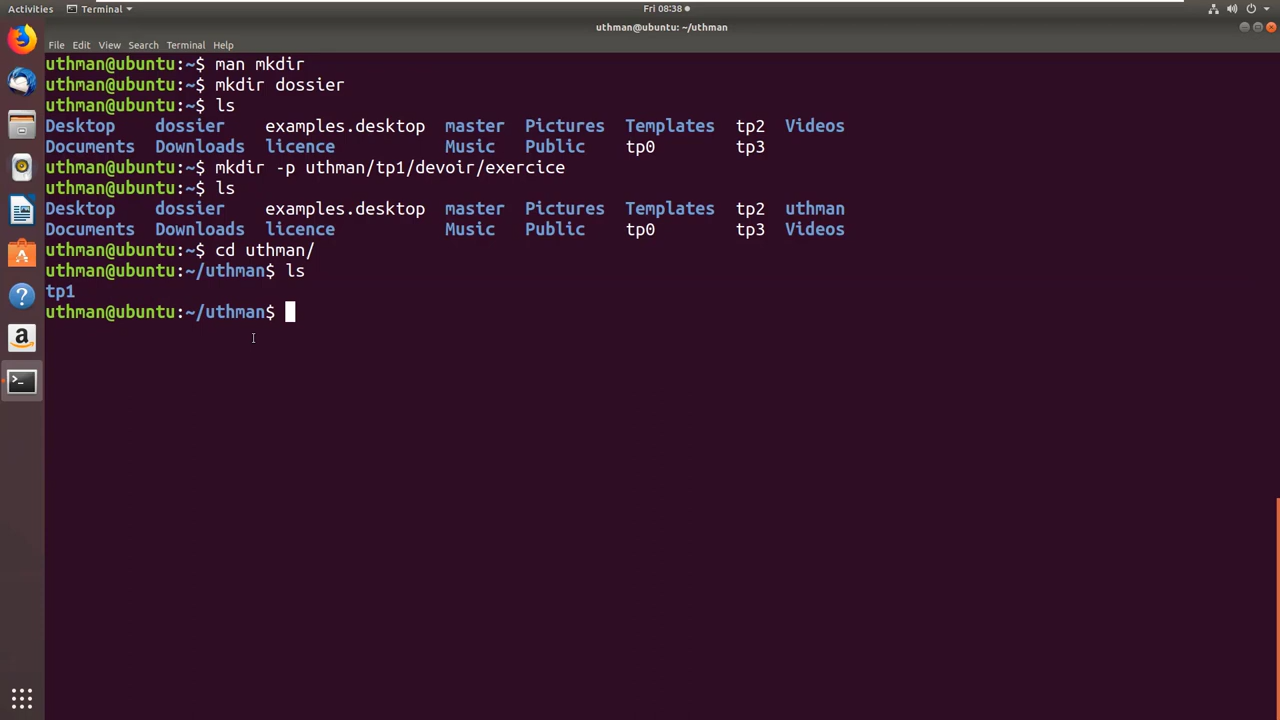 Activities Terminal Fri 08:38
uthman@ubuntu: ~/uthman
File Edit View Search Terminal Help
uthman@ubuntu:~$ man mkdir
uthman@ubuntu:~$ mkdir dossier
uthman@ubuntu:~$ ls
Desktop dossier examples.desktop master Pictures Templates tp2 Videos
Documents Downloads licence Music Public tp0 tp3
uthman@ubuntu:~$ mkdir -p uthman/tp1/devoir/exercice
uthman@ubuntu:~$ ls
Desktop dossier examples.desktop master Pictures Templates tp2 uthman
Documents Downloads licence Music Public tp0 tp3 Videos
uthman@ubuntu:~$ cd uthman/
uthman@ubuntu:~/uthman$ ls
tp1
uthman@ubuntu:~/uthman$